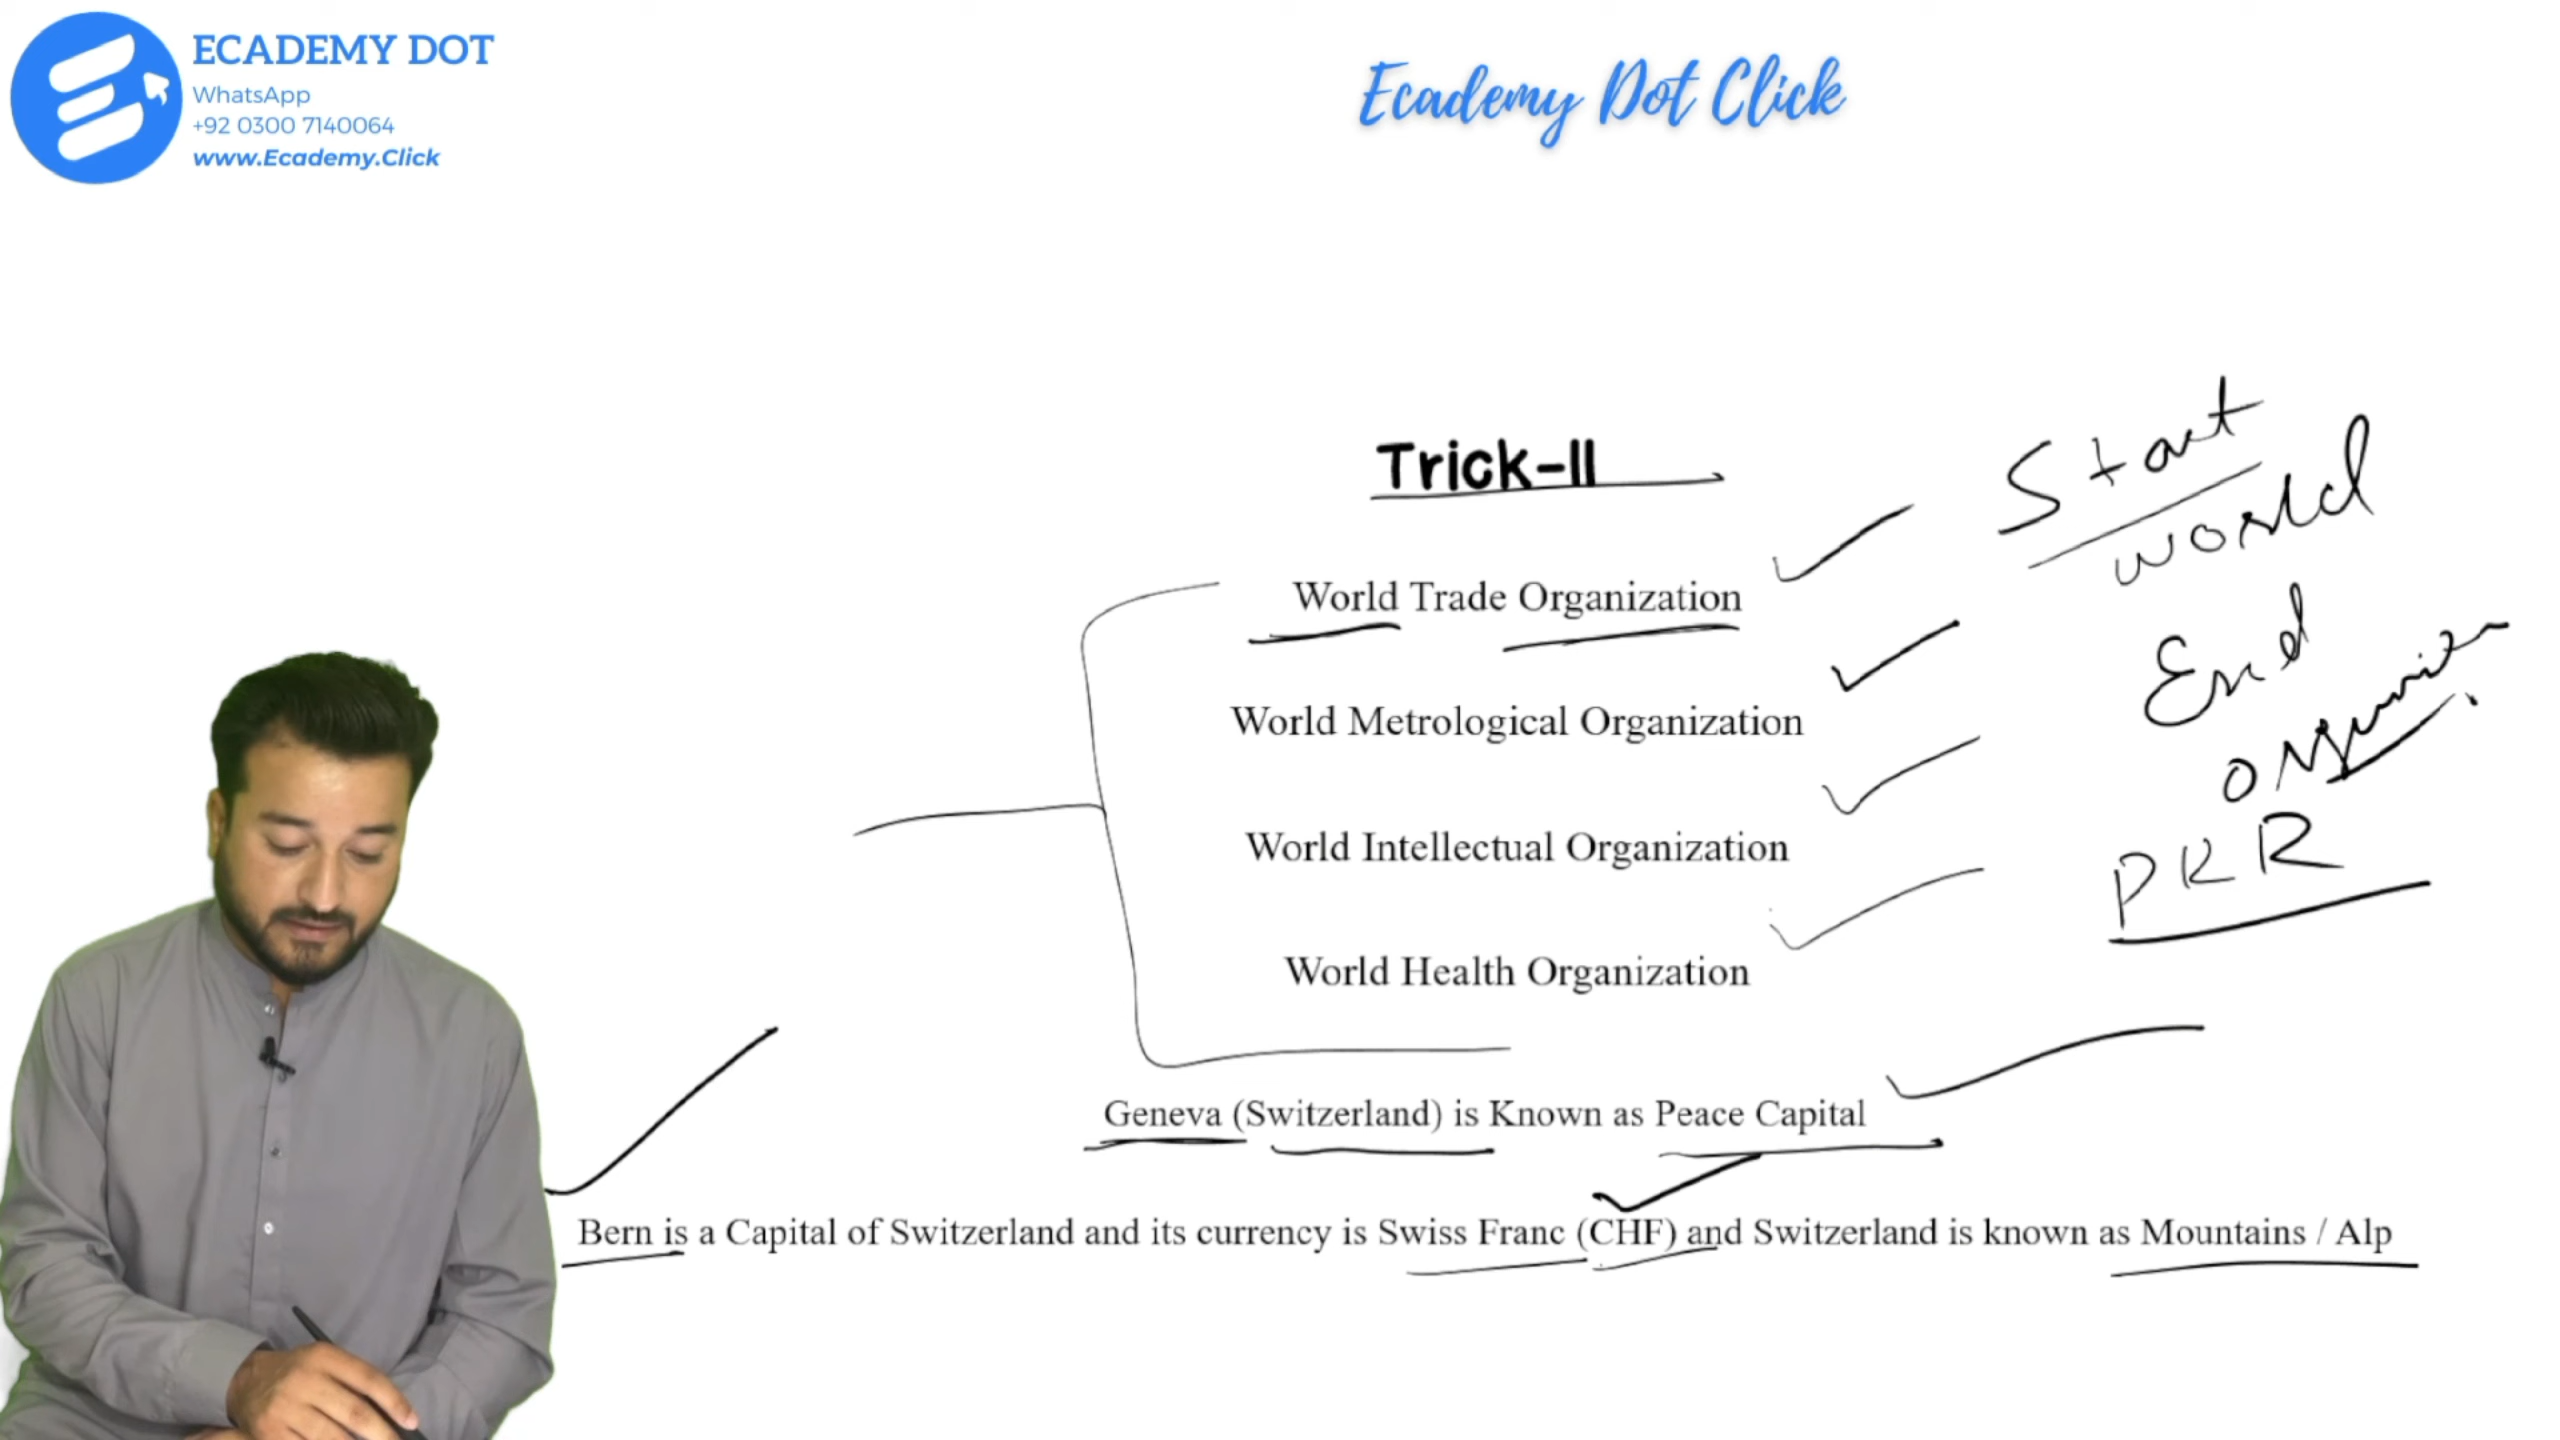 ECADEMY DOT
WhatsApp
+92 0300 7140064
www.Ecademy.Click
Ecademy Dot Click
Trick-II
World Trade Organization
World Metrological Organization
World Intellectual Organization
World Health Organization
Geneva (Switzerland) is Known as Peace Capital
Bern is a Capital of Switzerland and its currency is Swiss Franc (CHF) and Switzerland is known as Mountains / Alp
Start
World
End
PKR